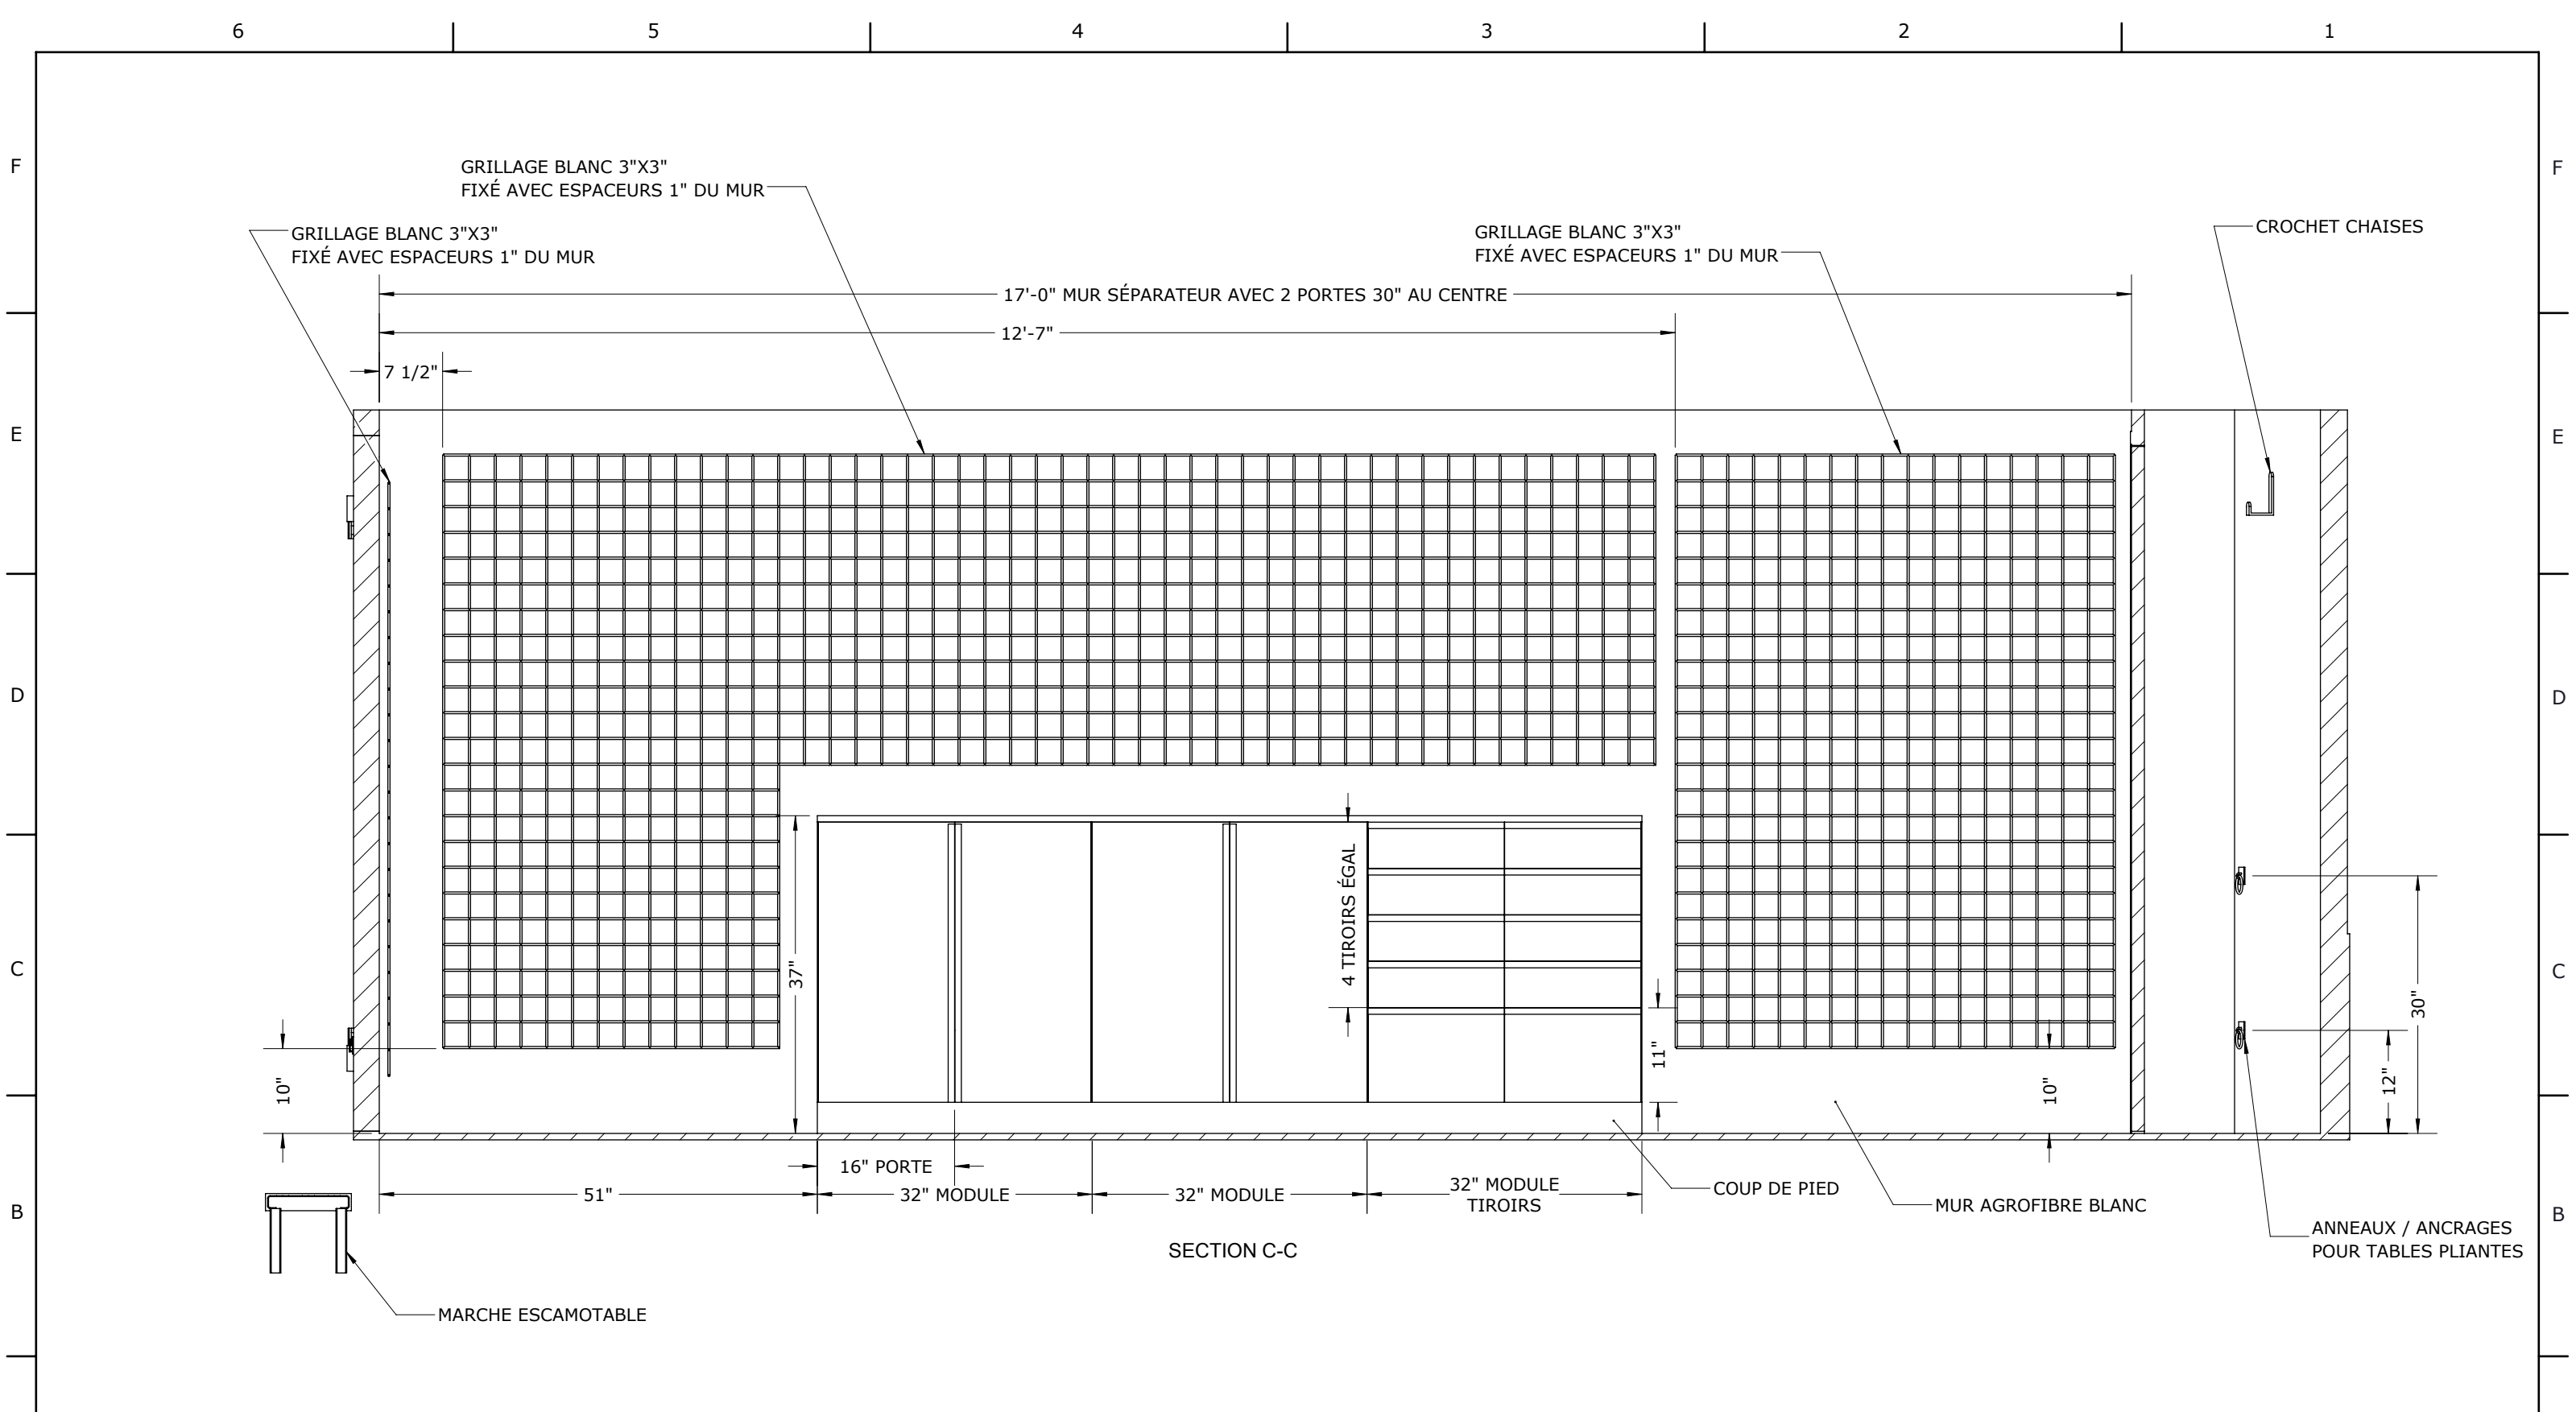 6 5 4 3 2 1
F F
GRILLAGE BLANC 3"X3"
FIXÉ AVEC ESPACEURS 1" DU MUR
GRILLAGE BLANC 3"X3"
FIXÉ AVEC ESPACEURS 1" DU MUR
GRILLAGE BLANC 3"X3"
FIXÉ AVEC ESPACEURS 1" DU MUR
CROCHET CHAISES
17'-0" MUR SÉPARATEUR AVEC 2 PORTES 30" AU CENTRE
12'-7"
7 1/2"
E E
D D
4 TIROIRS ÉGAL
37"
C C
30"
11"
12"
10"
10"
16" PORTE
51"
32" MODULE
32" MODULE
32" MODULE
TIROIRS
COUP DE PIED
MUR AGROFIBRE BLANC
B B
ANNEAUX / ANCRAGES
POUR TABLES PLIANTES
SECTION C-C
MARCHE ESCAMOTABLE